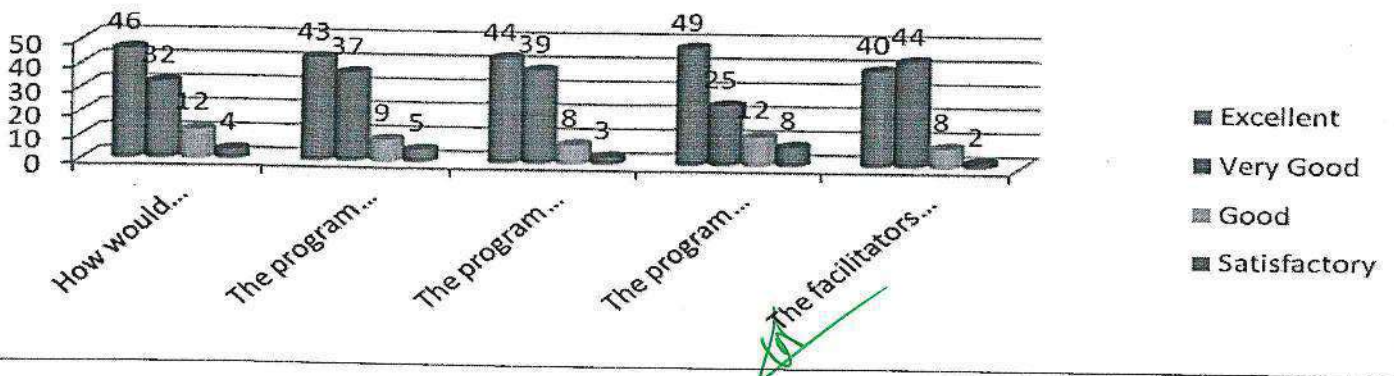 46 32 12 4 43 37 9 5 44 39 8 3 49 25 12 8 40 44 8 2
50
40
30
20
10
0
How would...
The program...
The program...
The program...
The facilitators...
Excellent
Very Good
Good
Satisfactory